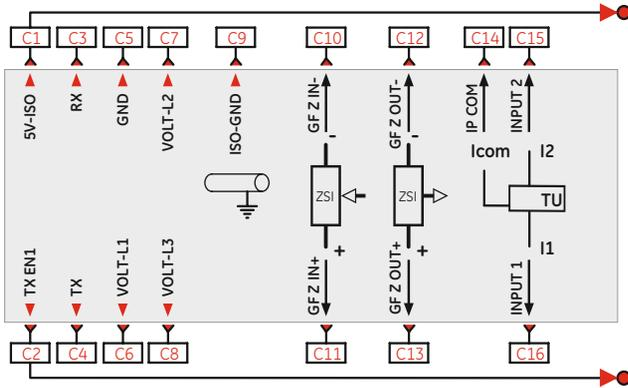 C1 C3 C5 C7 C9 C10 C12 C14 C15
5V-ISO
RX
GND
VOLT-L2
ISO-GND
GF Z IN-
GF Z OUT-
IP COM
INPUT 2
- -
Icom I2
ZSI ZSI TU
+ + I1
TX EN1
TX
VOLT-L1
VOLT-L3
GF Z IN+
GF Z OUT+
INPUT 1
C2 C4 C6 C8 C11 C13 C16